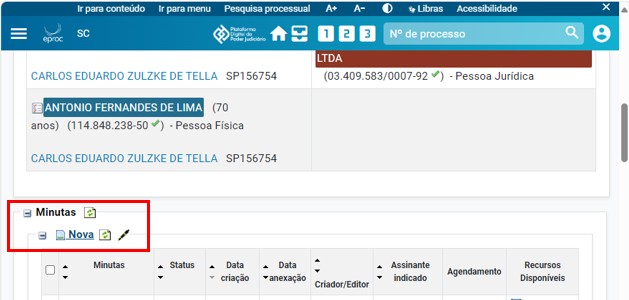 Ir para conteúdo Ir para menu Pesquisa processual A+ A- Libras Acessibilidade
eproc SC Plataforma Digital do Poder Judiciário 1 2 3 Nº de processo
LTDA
CARLOS EDUARDO ZULZKE DE TELLA SP156754 (03.409.583/0007-92 ) - Pessoa Jurídica
ANTONIO FERNANDES DE LIMA (70
anos) (114.848.238-50 ) - Pessoa Física
CARLOS EDUARDO ZULZKE DE TELLA SP156754
Minutas
Nova
Minutas Status Data criação Data anexação Criador/Editor Assinante indicado Agendamento Recursos Disponíveis